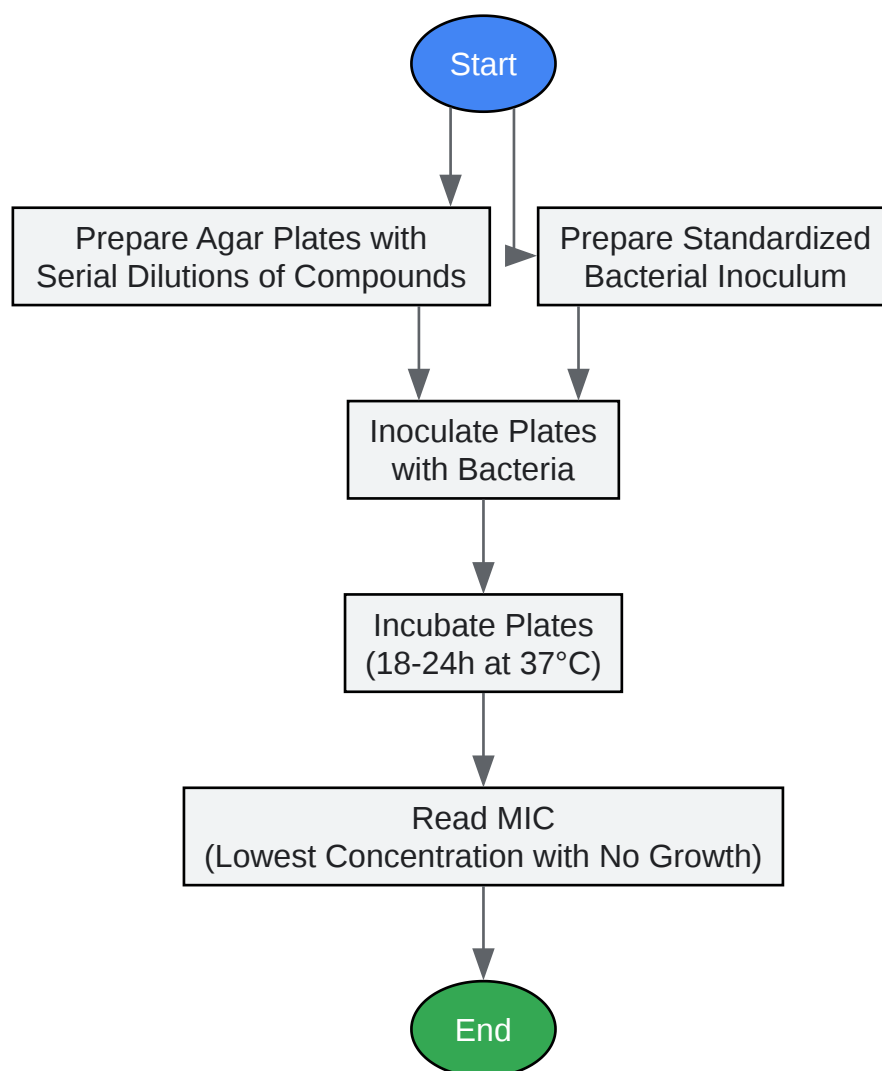 Start
Prepare Agar Plates with
Serial Dilutions of Compounds
Prepare Standardized
Bacterial Inoculum
Inoculate Plates
with Bacteria
Incubate Plates
(18-24h at 37°C)
Read MIC
(Lowest Concentration with No Growth)
End